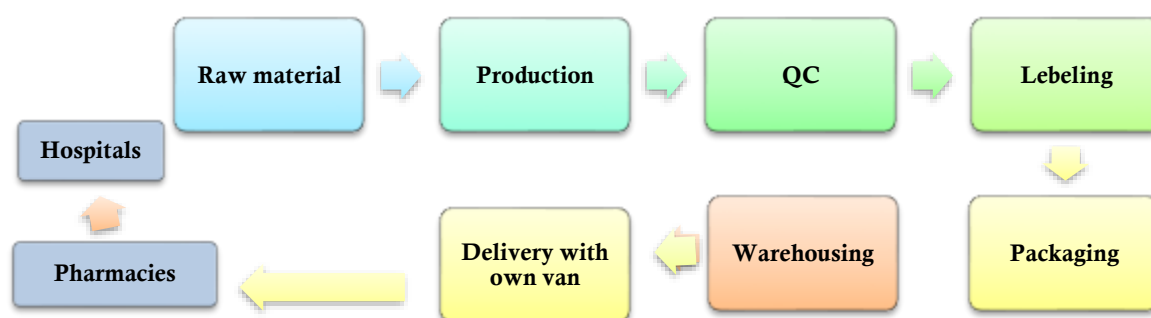 Raw material
Production
QC
Lebeling
Hospitals
Pharmacies
Delivery with
own van
Warehousing
Packaging